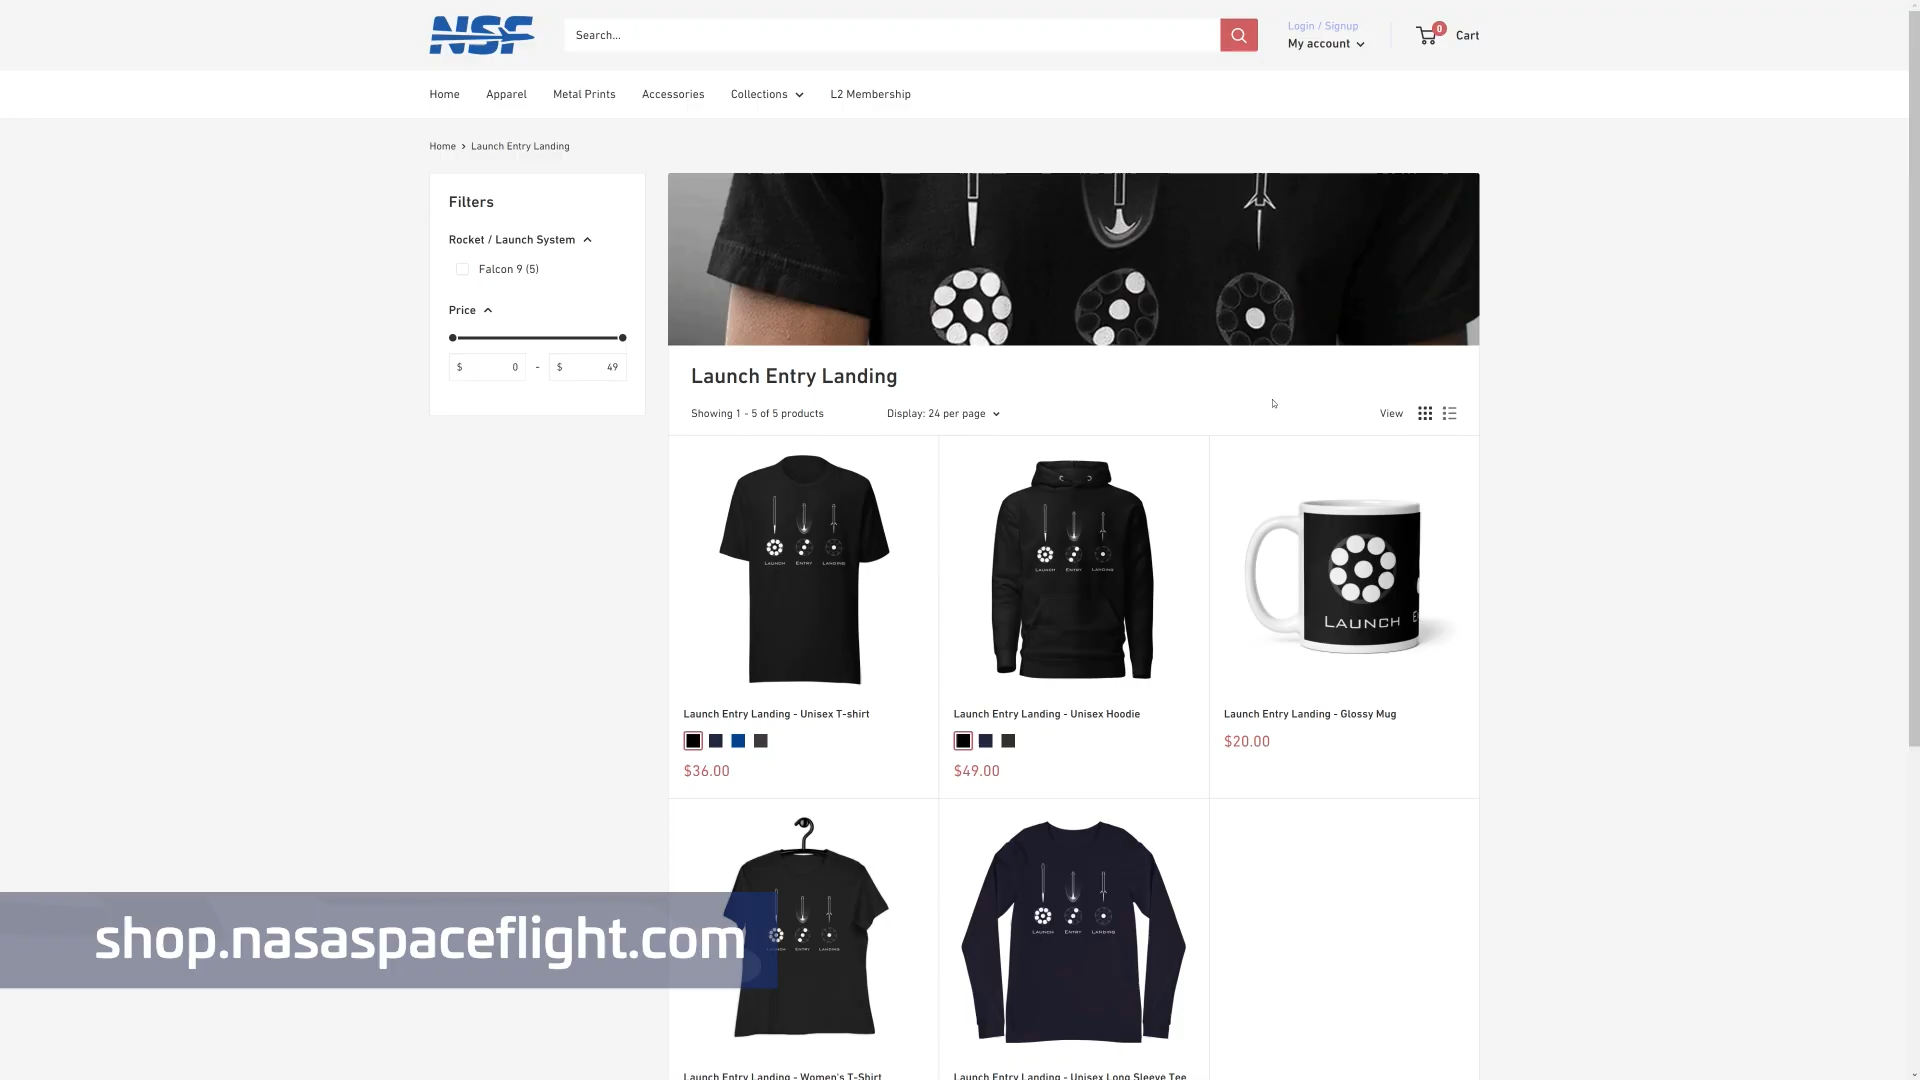 NSF
Search...
Login / Signup
My account
0
Cart
Home
Apparel
Metal Prints
Accessories
Collections
L2 Membership
Home > Launch Entry Landing
Filters
Rocket / Launch System
Falcon 9 (5)
Price
$ 0 - $ 49
Launch Entry Landing
Showing 1 - 5 of 5 products
Display: 24 per page
View
Launch Entry Landing
Launch Entry Landing
Launch E
Launch Entry Landing - Unisex T-shirt
$36.00
Launch Entry Landing - Unisex Hoodie
$49.00
Launch Entry Landing - Glossy Mug
$20.00
Launch Entry Landing
Launch Entry Landing
shop.nasaspaceflight.com
Launch Entry Landing - Women's T-Shirt
Launch Entry Landing - Unisex Long Sleeve Tee